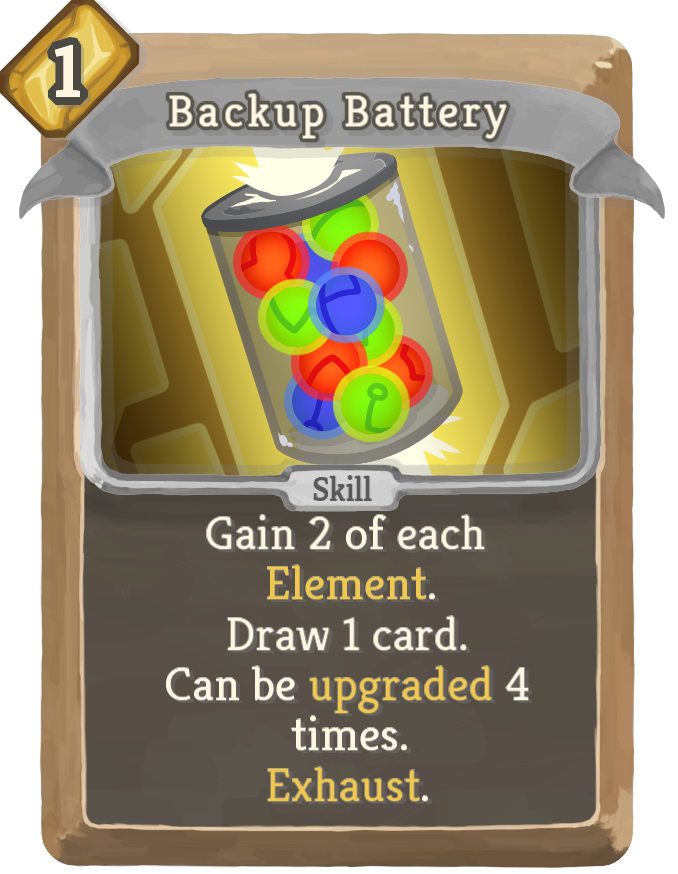 1
Backup Battery
Skill
Gain 2 of each
Element.
Draw 1 card.
Can be upgraded 4
times.
Exhaust.